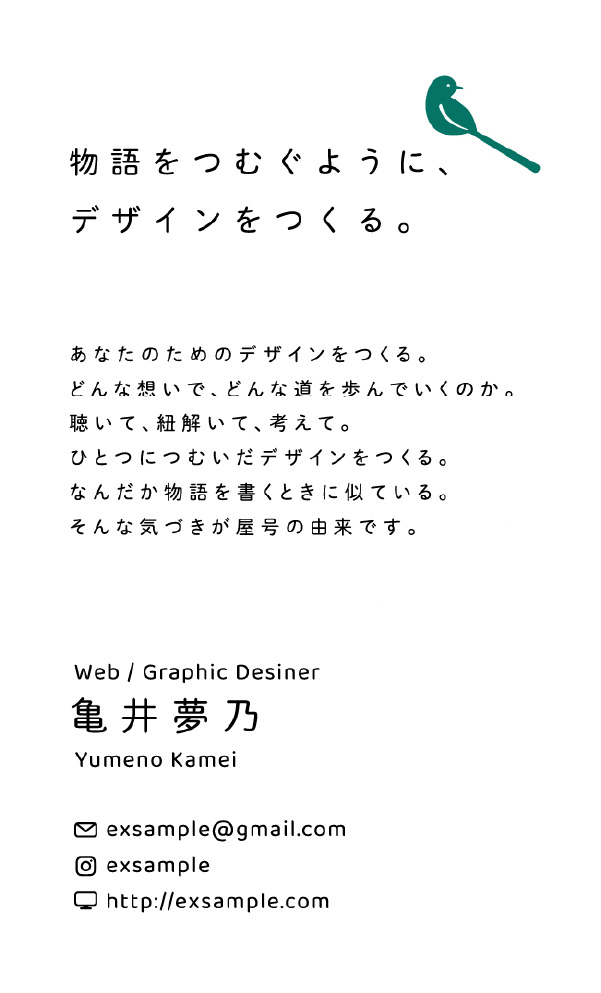 物語をつむぐように、
デザインをつくる。
あなたのためのデザインをつくる。
どんな想いで、どんな道を歩んでいくのか。
聴いて、紐解いて、考えて。
ひとつにつむいだデザインをつくる。
なんだか物語を書くときに似ている。
そんな気づきが屋号の由来です。
Web / Graphic Desiner
亀井夢乃
Yumeno Kamei
exsample@gmail.com
exsample
http://exsample.com